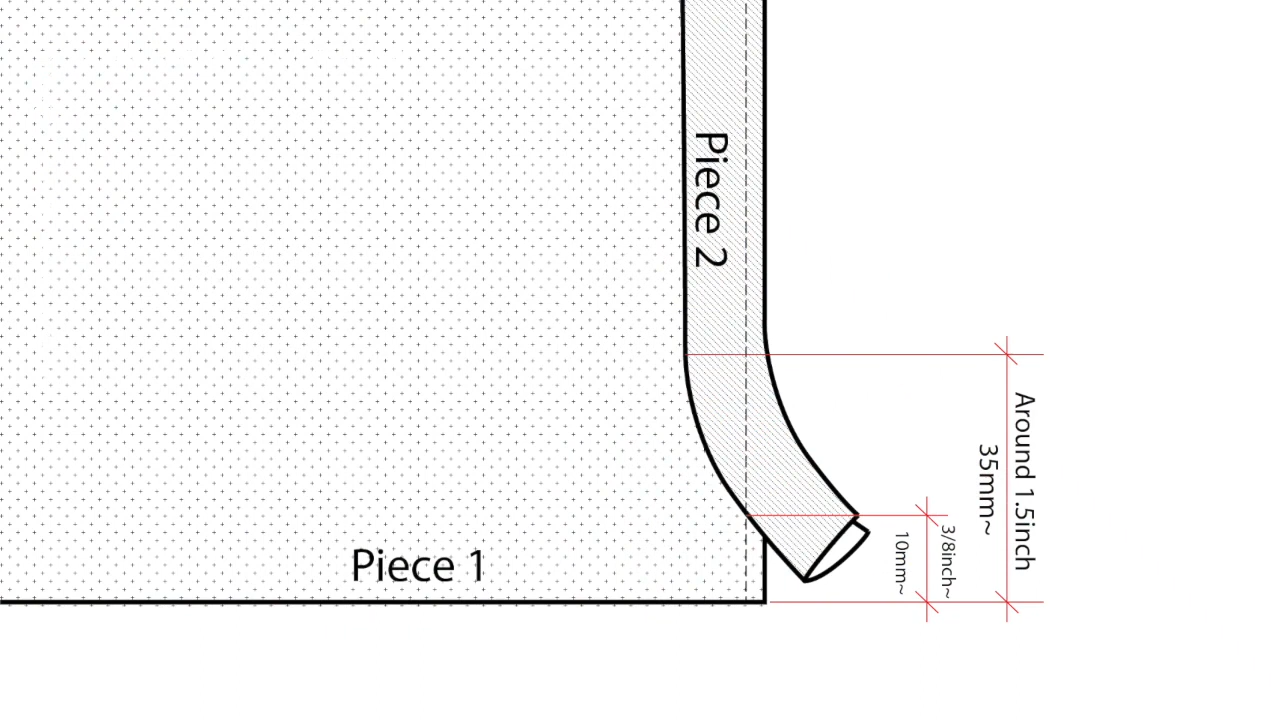 Piece 2
Around 1.5inch
35mm~
3/8inch~
10mm~
Piece 1